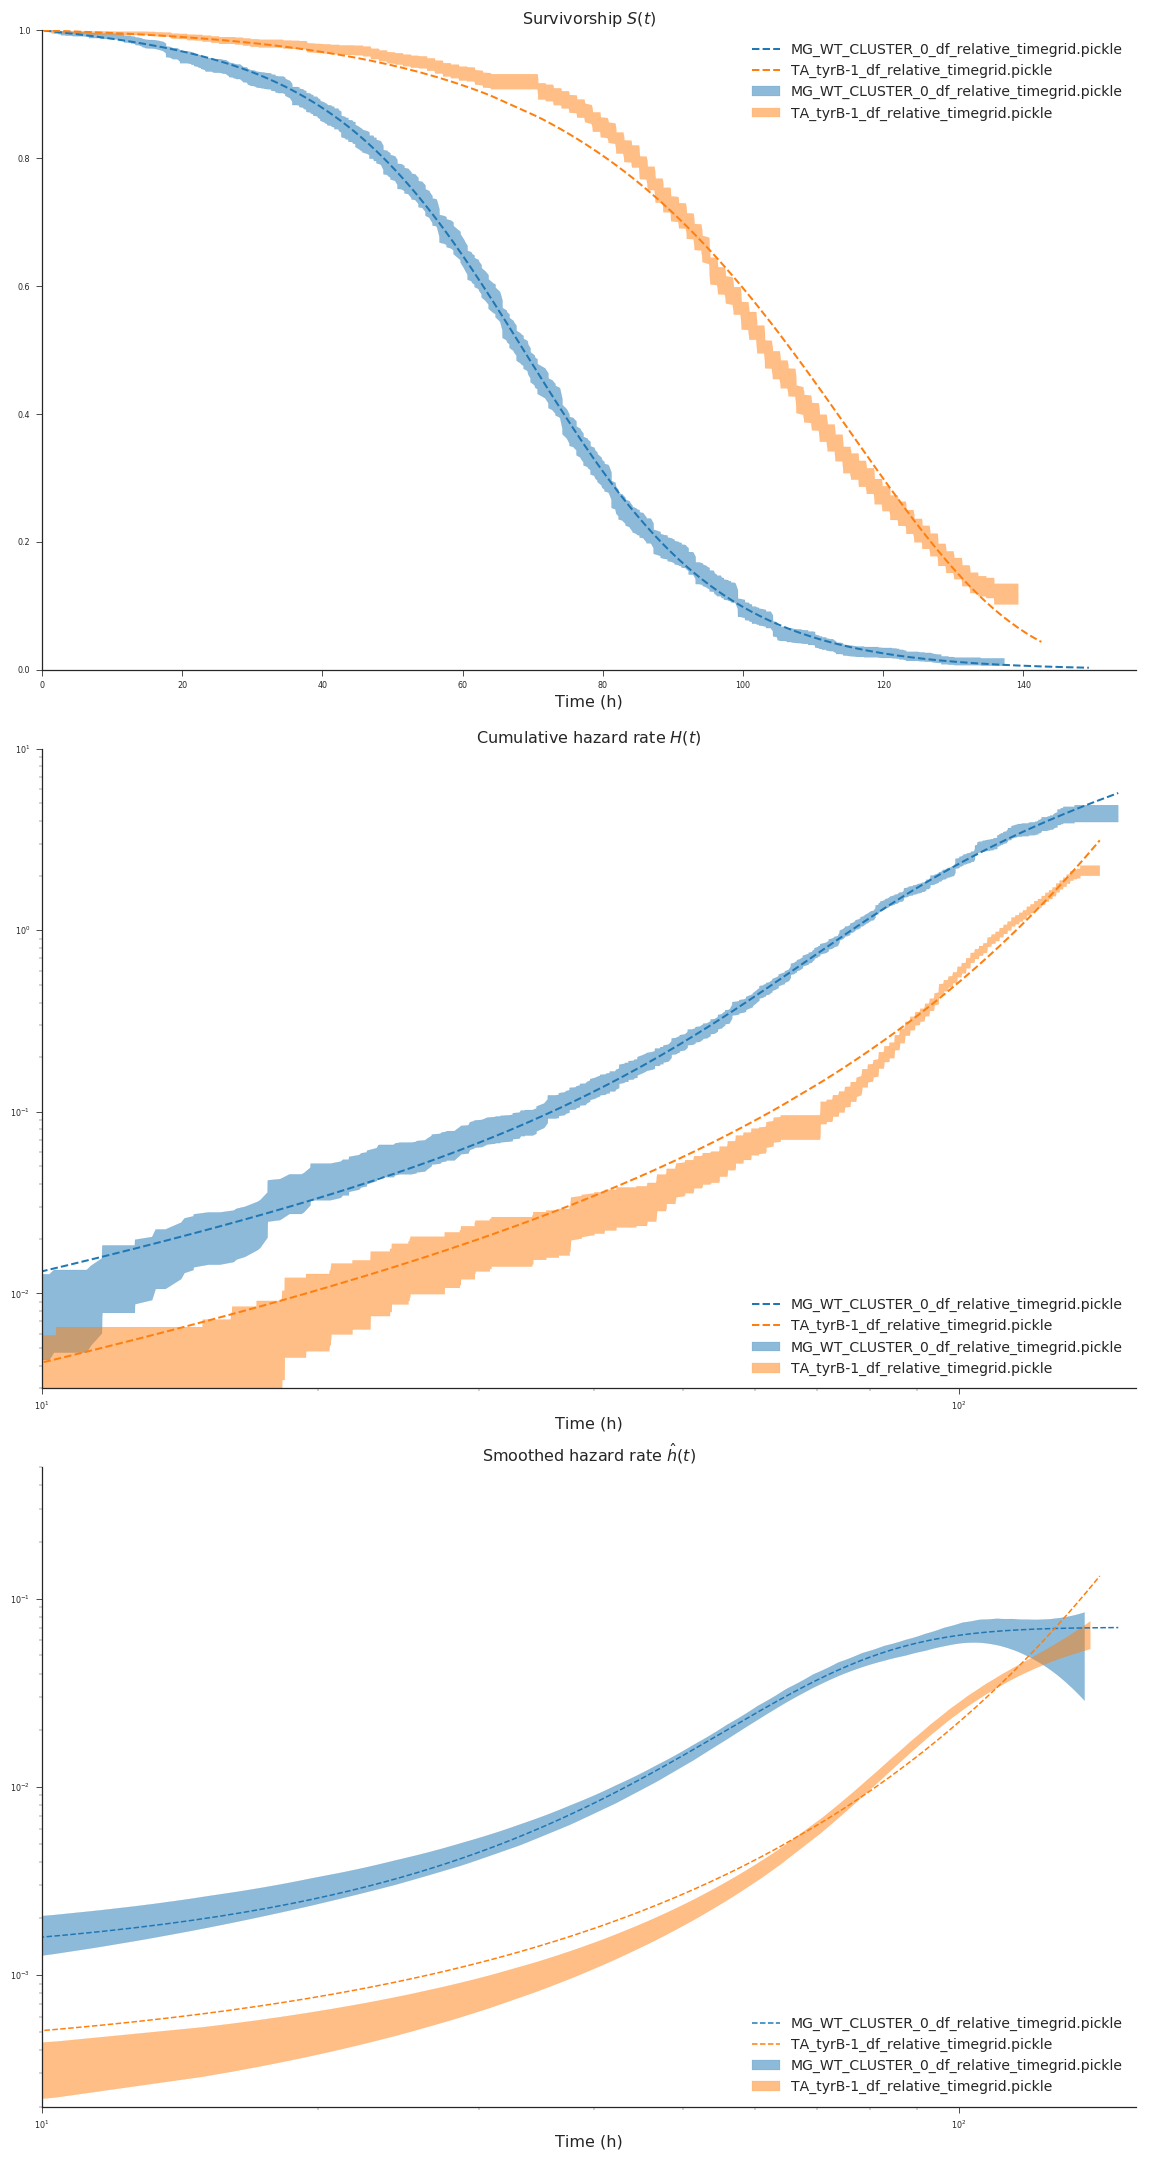 Survivorship S(t)
1.0
0.8
0.6
0.4
0.2
0.0
MG_WT_CLUSTER_0_df_relative_timegrid.pickle
TA_tyrB-1_df_relative_timegrid.pickle
MG_WT_CLUSTER_0_df_relative_timegrid.pickle
TA_tyrB-1_df_relative_timegrid.pickle
0 20 40 60 80 100 120 140
Time (h)
Cumulative hazard rate H(t)
10¹
10⁰
10⁻¹
10⁻²
MG_WT_CLUSTER_0_df_relative_timegrid.pickle
TA_tyrB-1_df_relative_timegrid.pickle
MG_WT_CLUSTER_0_df_relative_timegrid.pickle
TA_tyrB-1_df_relative_timegrid.pickle
10¹ 10²
Time (h)
Smoothed hazard rate ĥ(t)
10⁻¹
10⁻²
10⁻³
MG_WT_CLUSTER_0_df_relative_timegrid.pickle
TA_tyrB-1_df_relative_timegrid.pickle
MG_WT_CLUSTER_0_df_relative_timegrid.pickle
TA_tyrB-1_df_relative_timegrid.pickle
10¹ 10²
Time (h)